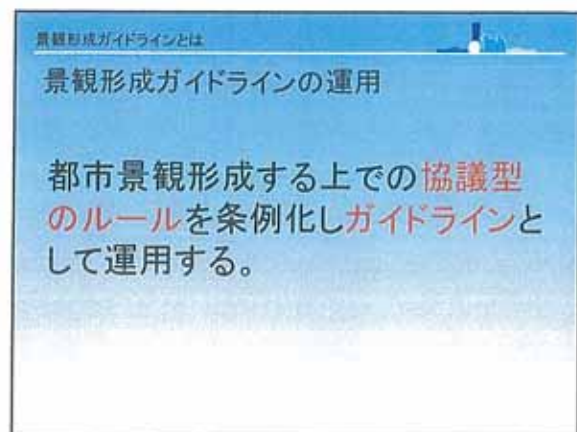 景観形成ガイドラインとは
景観形成ガイドラインの運用
都市景観形成する上での協議型
のルールを条例化しガイドラインと
して運用する。